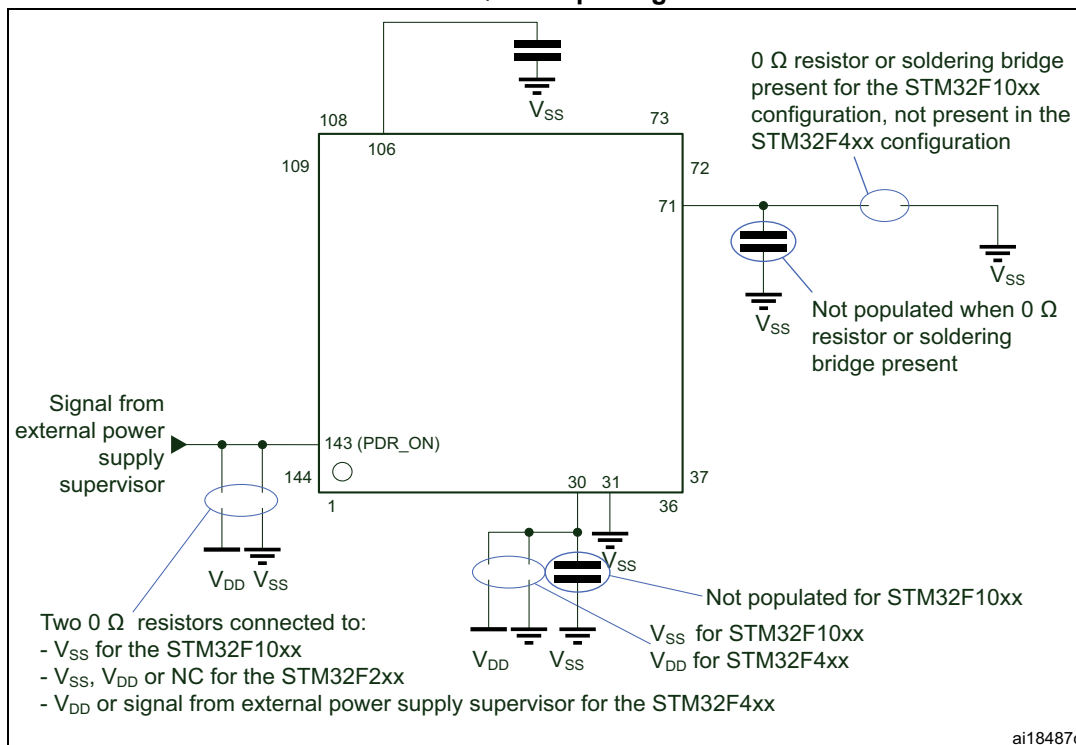 V_SS
0 Ω resistor or soldering bridge
present for the STM32F10xx
configuration, not present in the
STM32F4xx configuration
108
73
106
109
72
71
V_SS
V_SS
Not populated when 0 Ω
resistor or soldering
bridge present
Signal from
external power
supply
supervisor
143 (PDR_ON)
144
1
30
31
37
36
V_SS
V_DD
V_SS
Not populated for STM32F10xx
V_SS for STM32F10xx
V_DD for STM32F4xx
V_DD
V_SS
Two 0 Ω resistors connected to:
- V_SS for the STM32F10xx
- V_SS, V_DD or NC for the STM32F2xx
- V_DD or signal from external power supply supervisor for the STM32F4xx